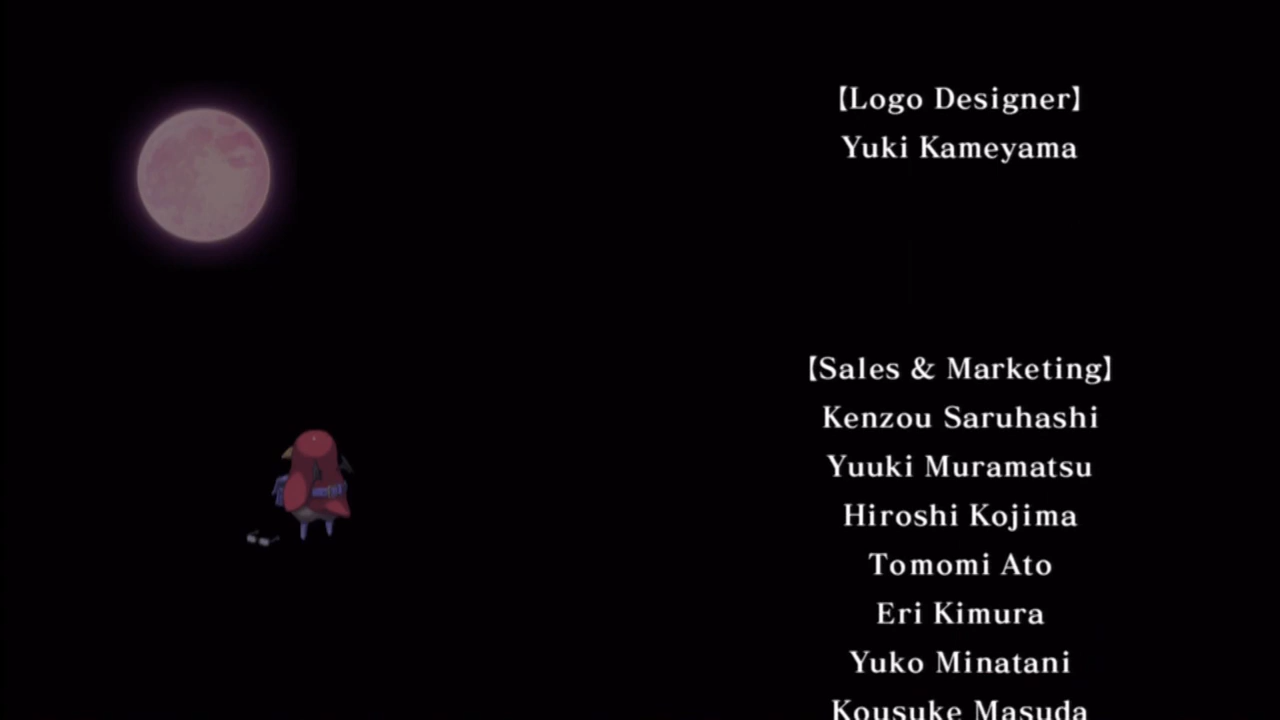 【Logo Designer】
Yuki Kameyama
【Sales & Marketing】
Kenzou Saruhashi
Yuuki Muramatsu
Hiroshi Kojima
Tomomi Ato
Eri Kimura
Yuko Minatani
Kousuke Masuda